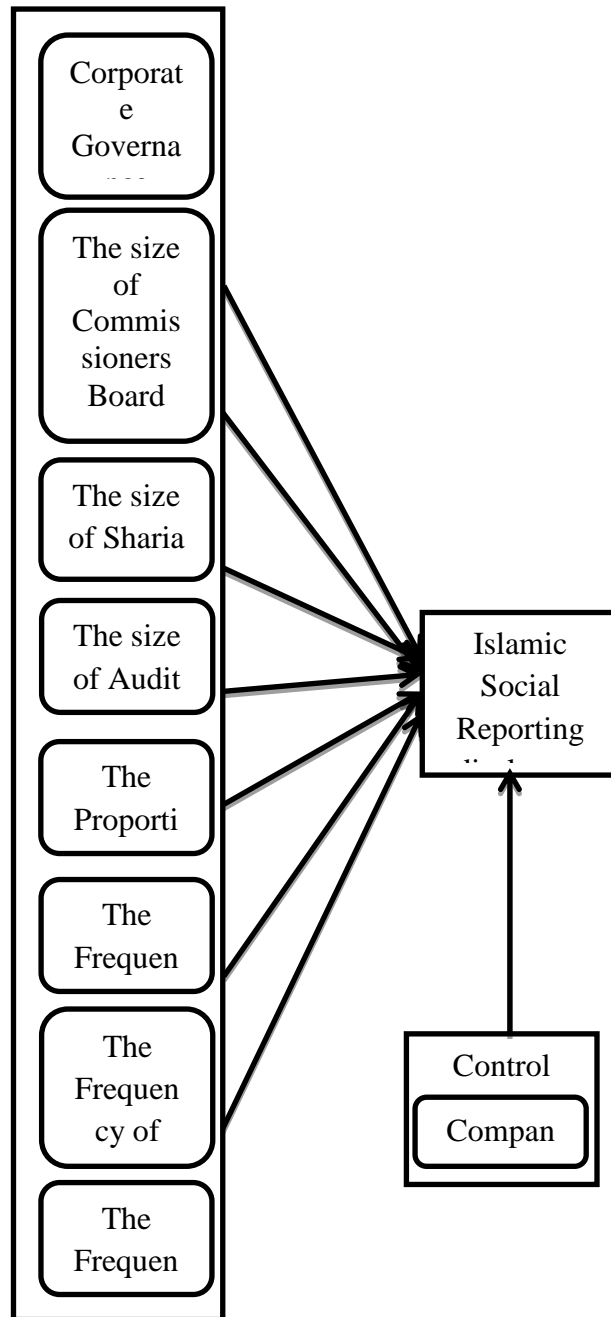 Corporat
e
Governa
The size
of
Commis
sioners
Board
The size
of Sharia
The size
of Audit
The
Proporti
The
Frequen
The
Frequen
cy of
The
Frequen
Islamic
Social
Reporting
Control
Compan